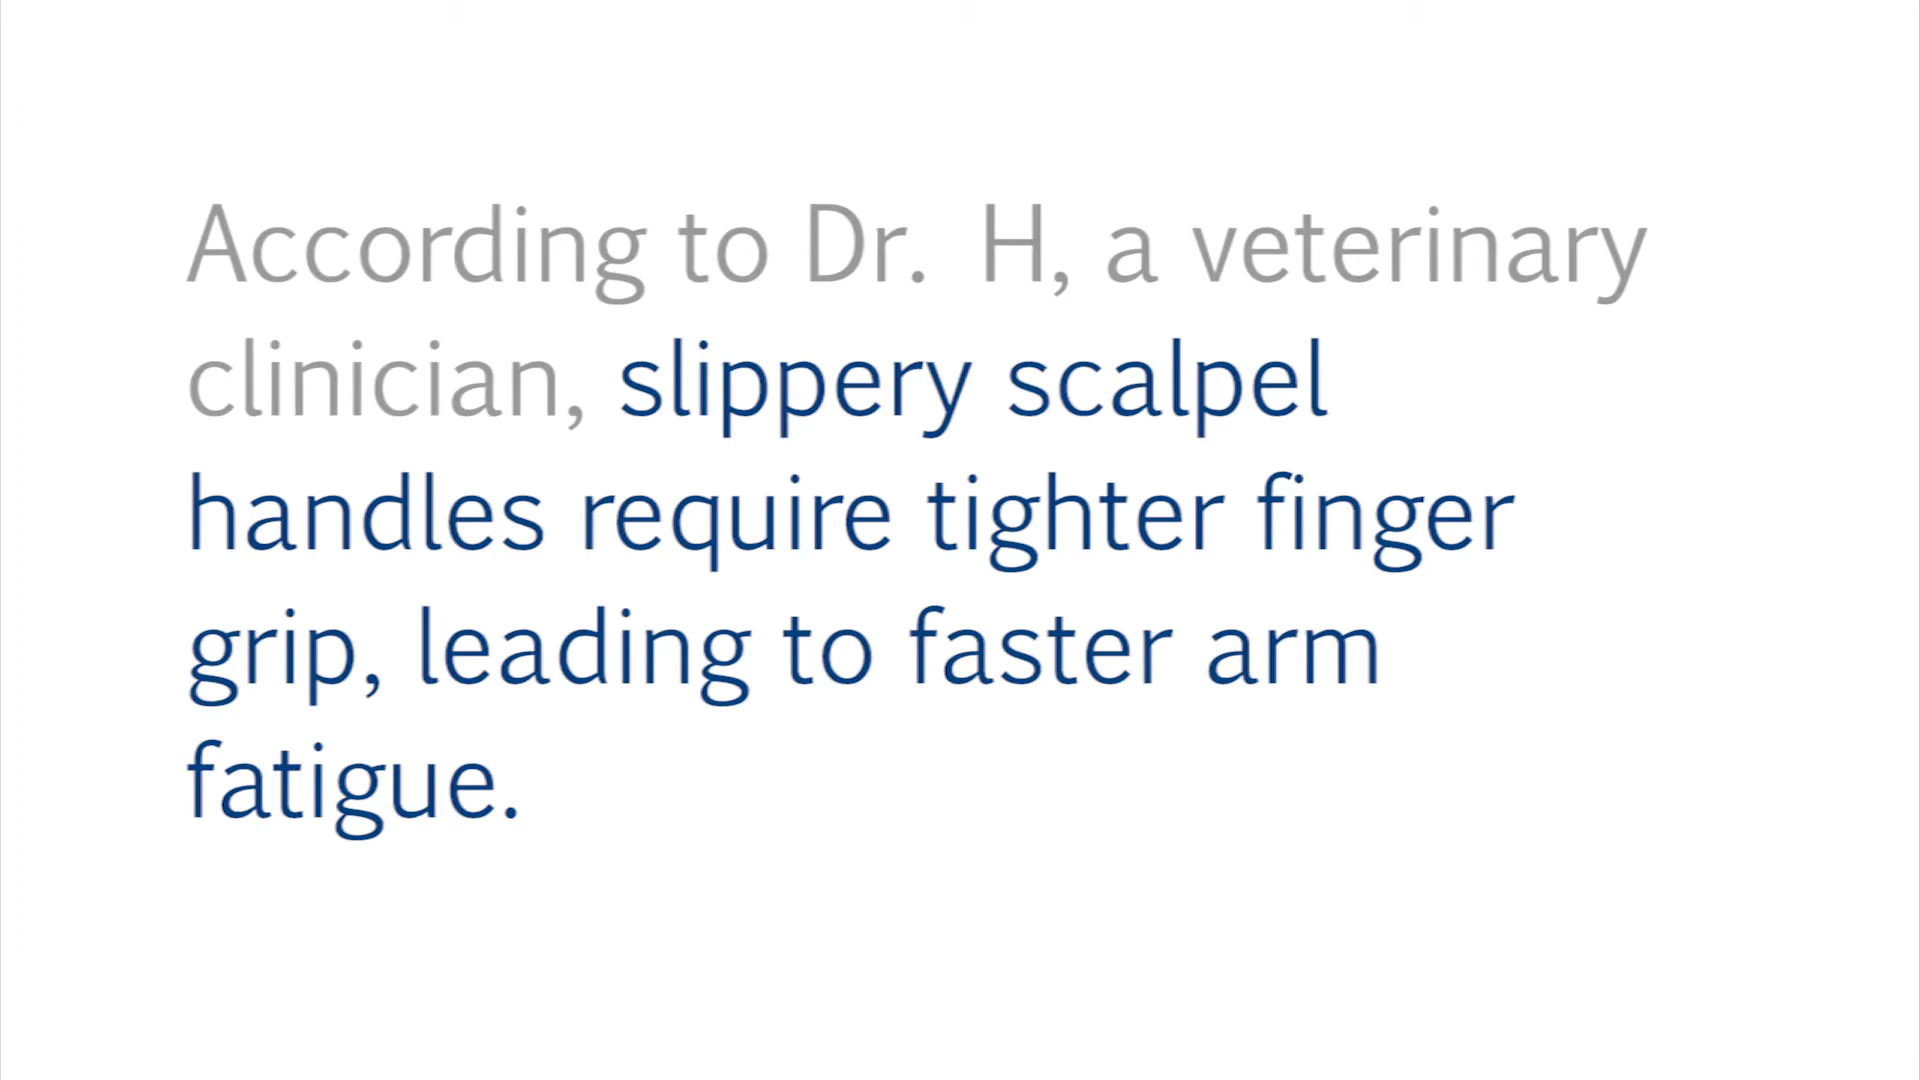 According to Dr. H, a veterinary
clinician, slippery scalpel
handles require tighter finger
grip, leading to faster arm
fatigue.